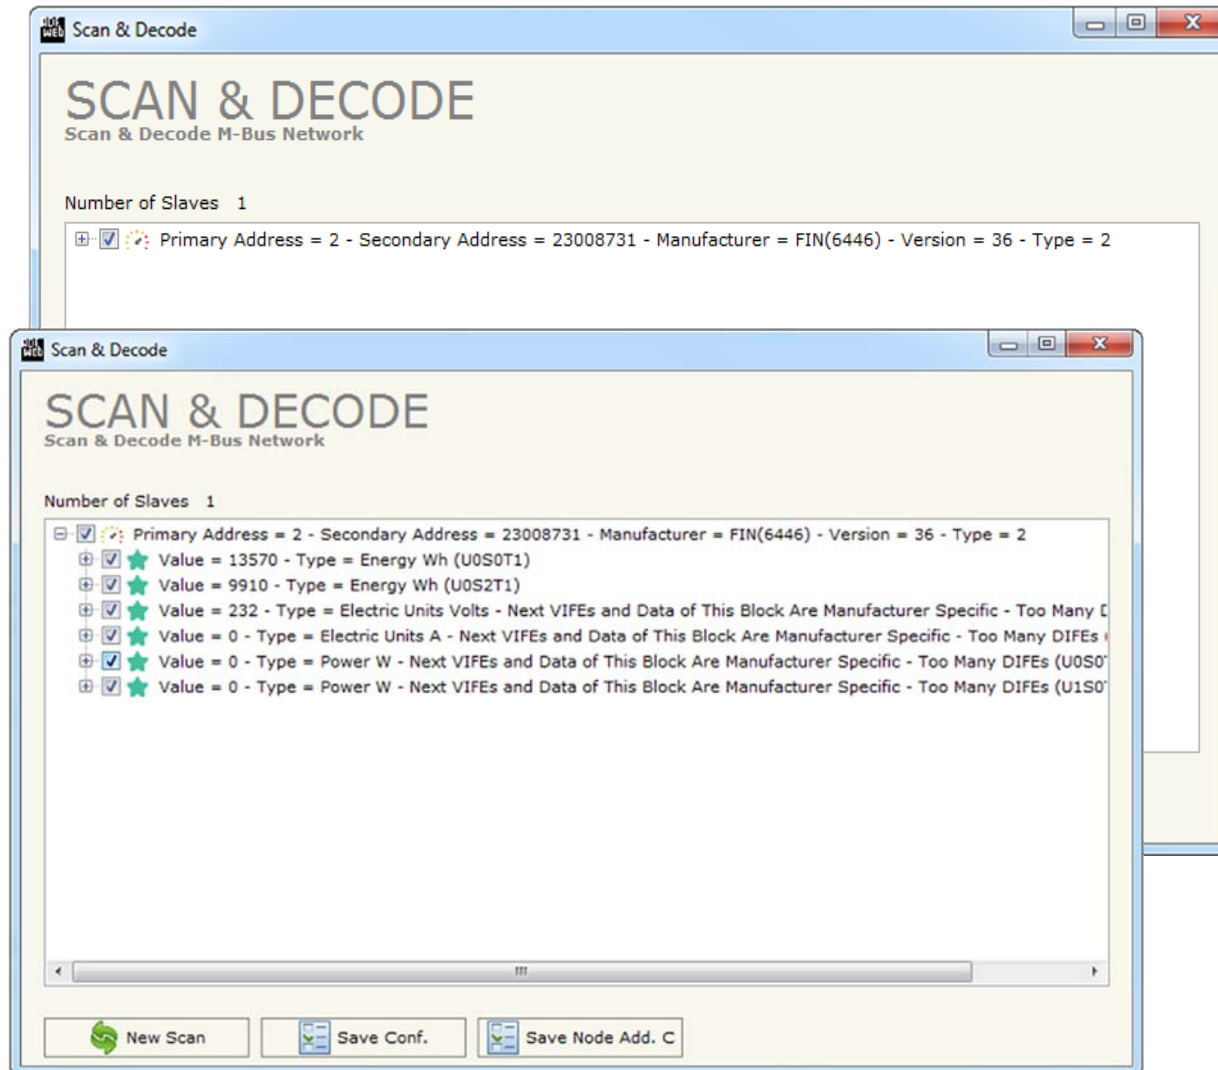 Scan & Decode
SCAN & DECODE
Scan & Decode M-Bus Network
Number of Slaves 1
Primary Address = 2 - Secondary Address = 23008731 - Manufacturer = FIN(6446) - Version = 36 - Type = 2
Scan & Decode
SCAN & DECODE
Scan & Decode M-Bus Network
Number of Slaves 1
Primary Address = 2 - Secondary Address = 23008731 - Manufacturer = FIN(6446) - Version = 36 - Type = 2
Value = 13570 - Type = Energy Wh (U0S0T1)
Value = 9910 - Type = Energy Wh (U0S2T1)
Value = 232 - Type = Electric Units Volts - Next VIFEs and Data of This Block Are Manufacturer Specific - Too Many
Value = 0 - Type = Electric Units A - Next VIFEs and Data of This Block Are Manufacturer Specific - Too Many DIFEs
Value = 0 - Type = Power W - Next VIFEs and Data of This Block Are Manufacturer Specific - Too Many DIFEs (U0S0
Value = 0 - Type = Power W - Next VIFEs and Data of This Block Are Manufacturer Specific - Too Many DIFEs (U1S0
New Scan
Save Conf.
Save Node Add. C